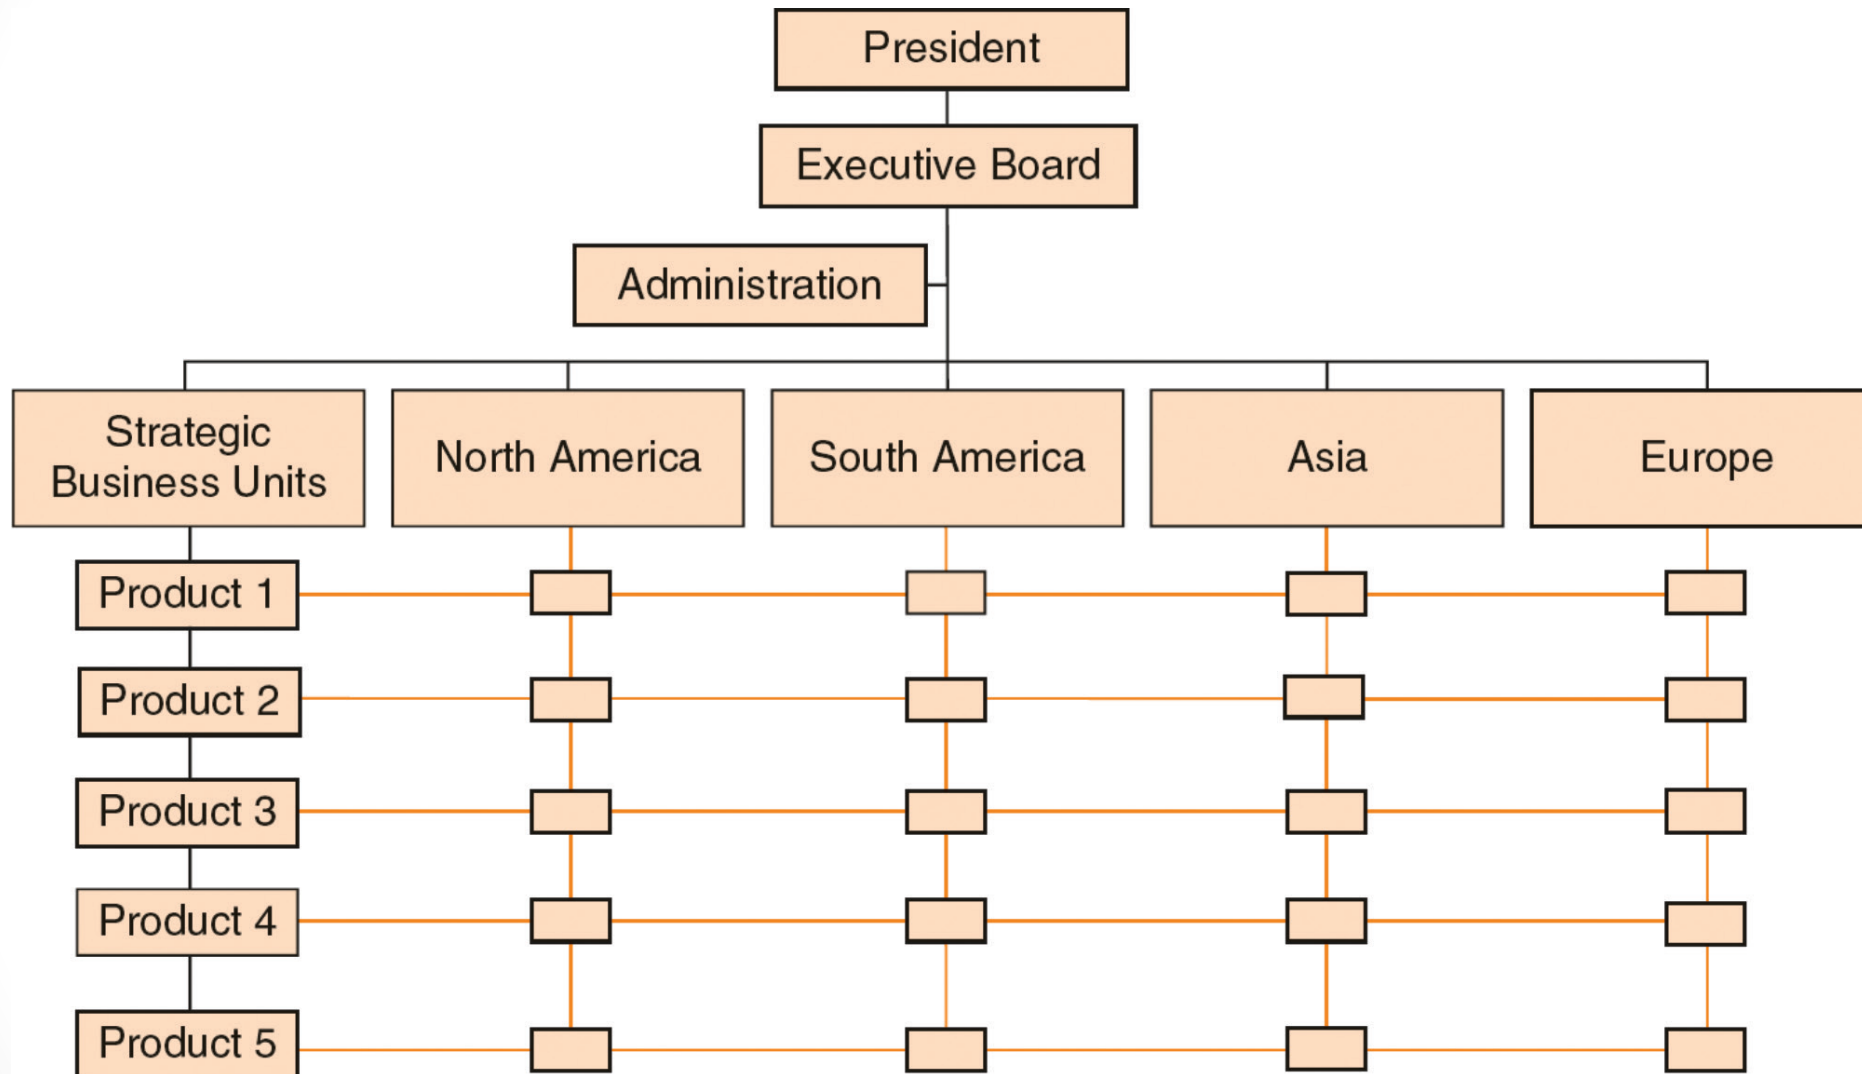 President
Executive Board
Administration
Strategic
Business Units
North America
South America
Asia
Europe
Product 1
Product 2
Product 3
Product 4
Product 5